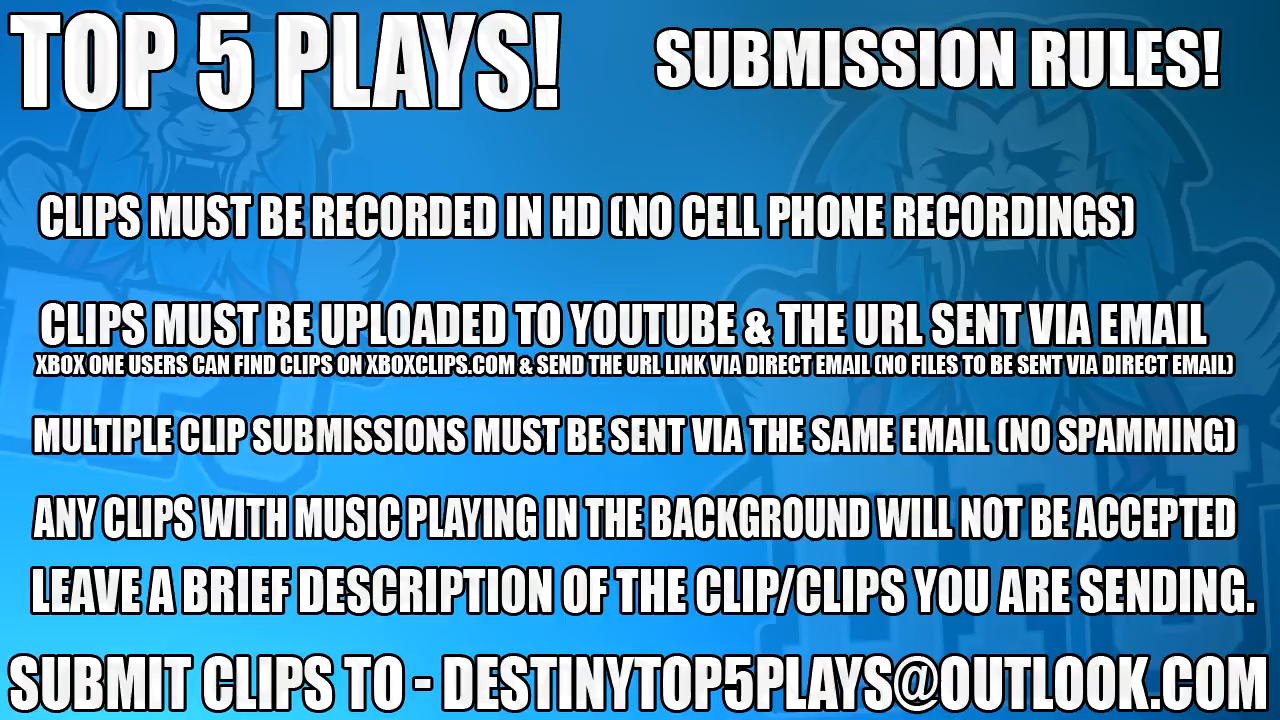 TOP 5 PLAYS!
SUBMISSION RULES!
CLIPS MUST BE RECORDED IN HD (NO CELL PHONE RECORDINGS)
CLIPS MUST BE UPLOADED TO YOUTUBE & THE URL SENT VIA EMAIL
XBOX ONE USERS CAN FIND CLIPS ON XBOXCLIPS.COM & SEND THE URL LINK VIA DIRECT EMAIL (NO FILES TO BE SENT VIA DIRECT EMAIL)
MULTIPLE CLIP SUBMISSIONS MUST BE SENT VIA THE SAME EMAIL (NO SPAMMING)
ANY CLIPS WITH MUSIC PLAYING IN THE BACKGROUND WILL NOT BE ACCEPTED
LEAVE A BRIEF DESCRIPTION OF THE CLIP/CLIPS YOU ARE SENDING.
SUBMIT CLIPS TO - DESTINYTOP5PLAYS@OUTLOOK.COM